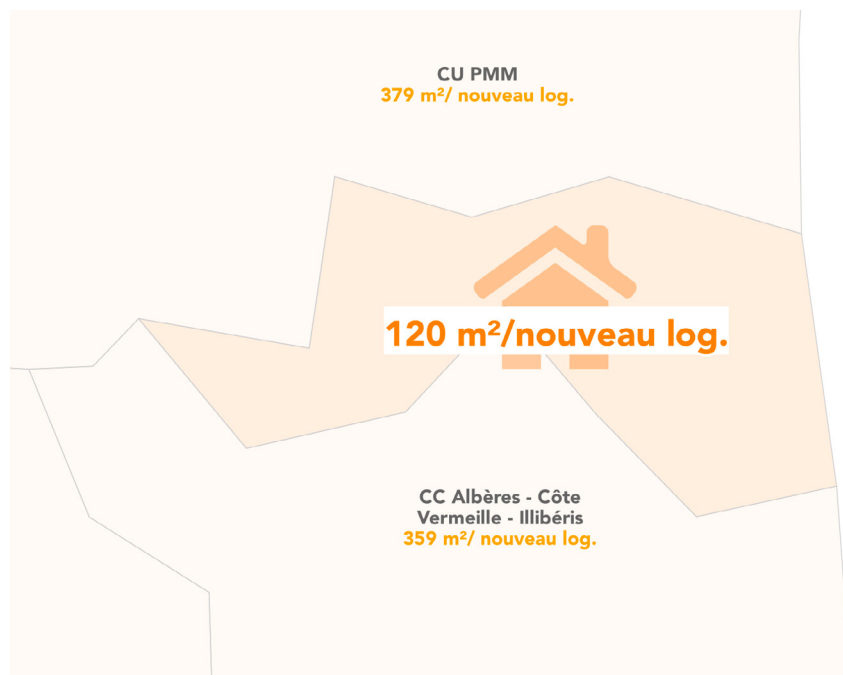 CU PMM
379 m²/ nouveau log.
120 m²/nouveau log.
CC Albères - Côte
Vermeille - Illibéris
359 m²/ nouveau log.